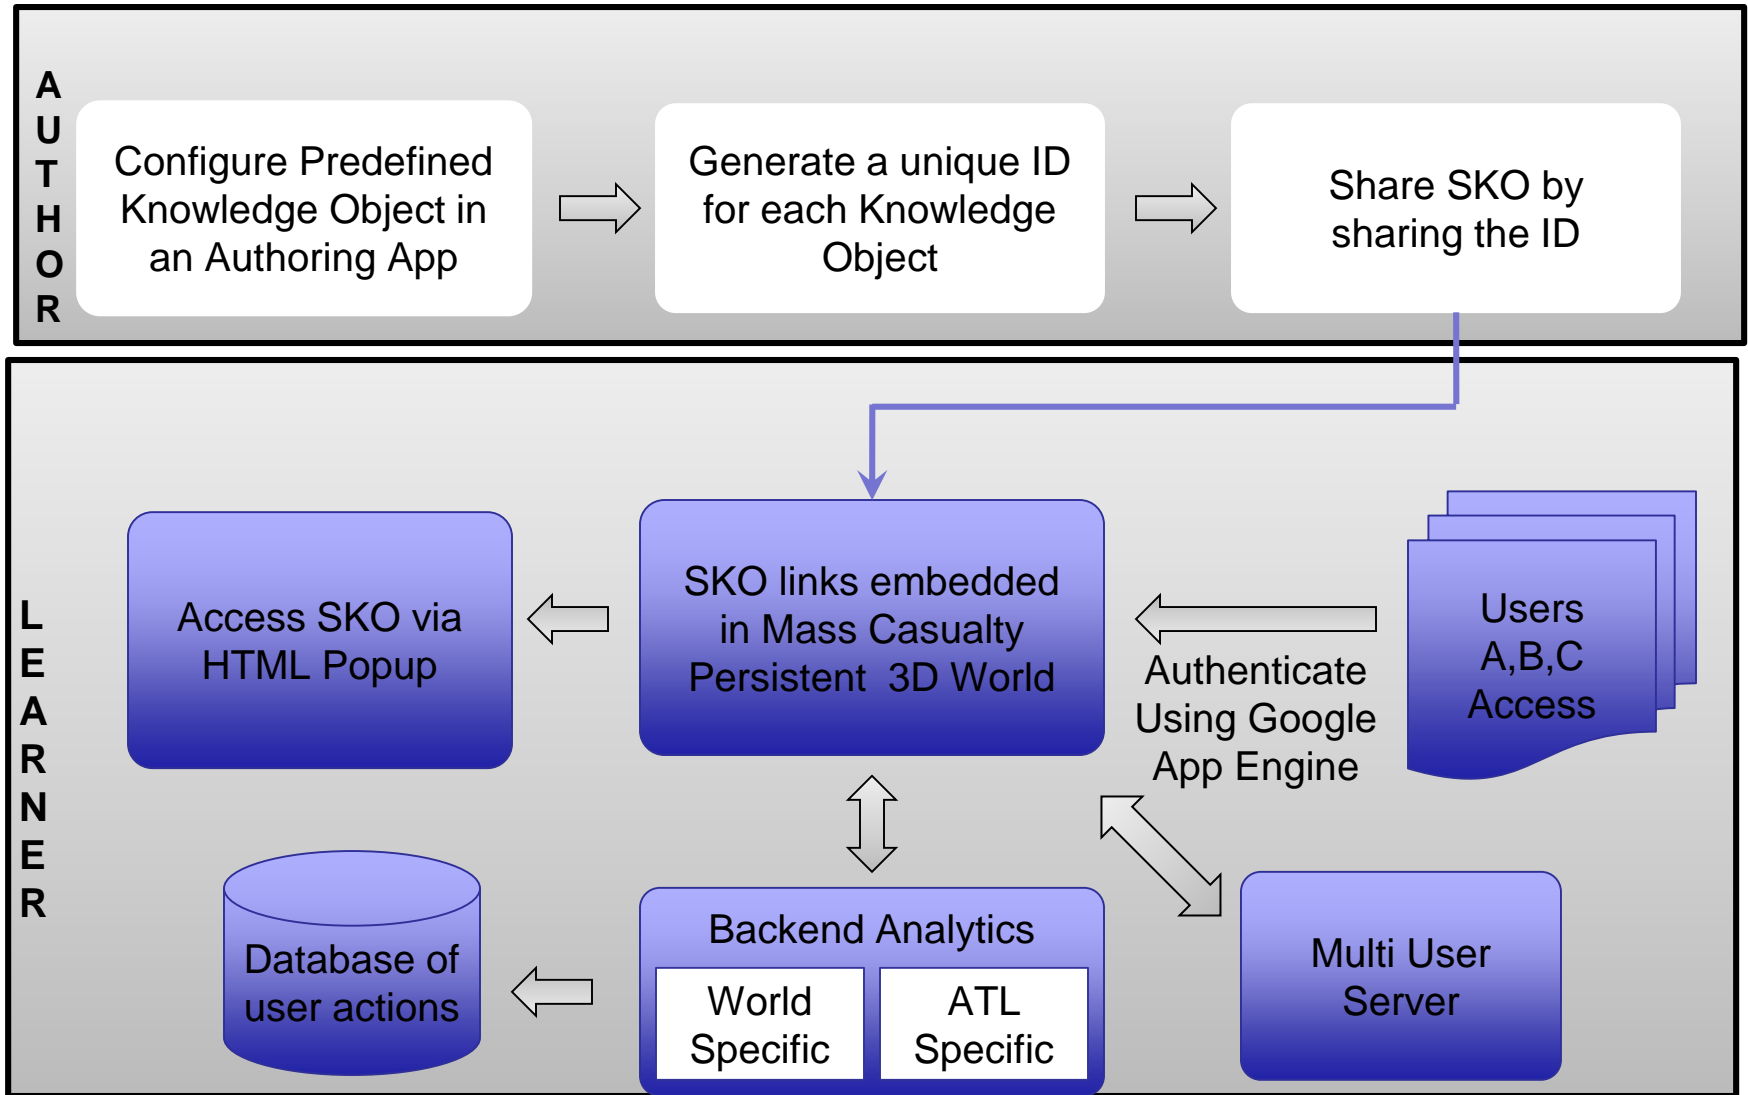 AUTHOR
Configure Predefined
Knowledge Object in
an Authoring App
Generate a unique ID
for each Knowledge
Object
Share SKO by
sharing the ID
LEARNER
Access SKO via
HTML Popup
SKO links embedded
in Mass Casualty
Persistent 3D World
Authenticate
Using Google
App Engine
Users
A,B,C
Access
Database of
user actions
Backend Analytics
World
Specific
ATL
Specific
Multi User
Server